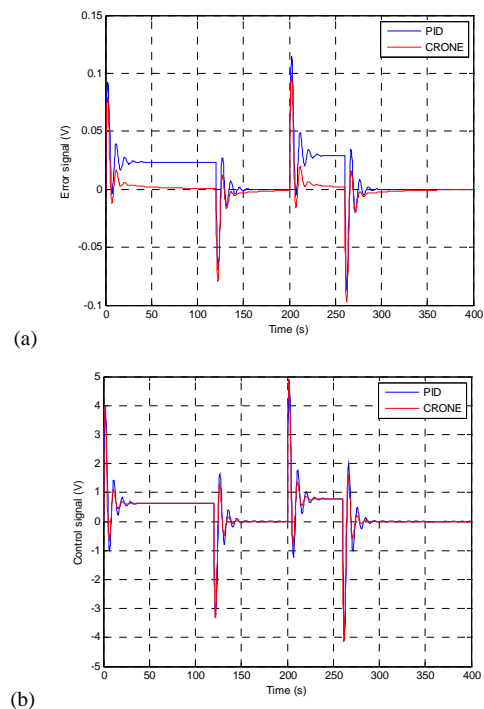 0.15
PID
CRONE
0.1
0.05
0
-0.05
-0.1
Error signal (V)
0 50 100 150 200 250 300 350 400
Time (s)
(a)
5
PID
CRONE
4
3
2
1
0
-1
-2
-3
-4
-5
Control signal (V)
0 50 100 150 200 250 300 350 400
Time (s)
(b)